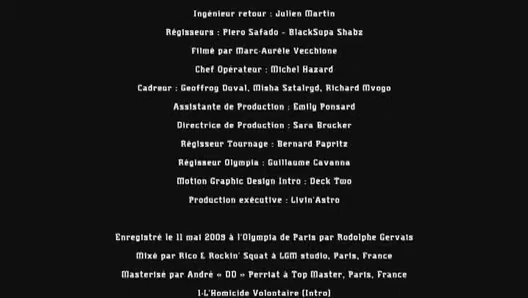 Ingénieur retour : Julien Martin
Régisseurs : Piero Safado - BlackSupa Shabz
Filmé par Marc-Aurèle Vecchione
Chef Opérateur : Michel Hazard
Cadreur : Geoffroy Duval, Misha Sztalryd, Richard Mvogo
Assistante de Production : Emily Ponsard
Directrice de Production : Sara Brucker
Régisseur Tournage : Bernard Papritz
Régisseur Olympia : Guillaume Cavanna
Motion Graphic Design Intro : Deck Two
Production exécutive : Livin'Astro
Enregistré le 11 mai 2009 à l'Olympia de Paris par Rodolphe Gervais
Mixé par Rico & Rockin' Squat à LGM studio, Paris, France
Masterisé par André « DD » Perriat à Top Master, Paris, France
1-L'Homicide Volontaire (Intro)